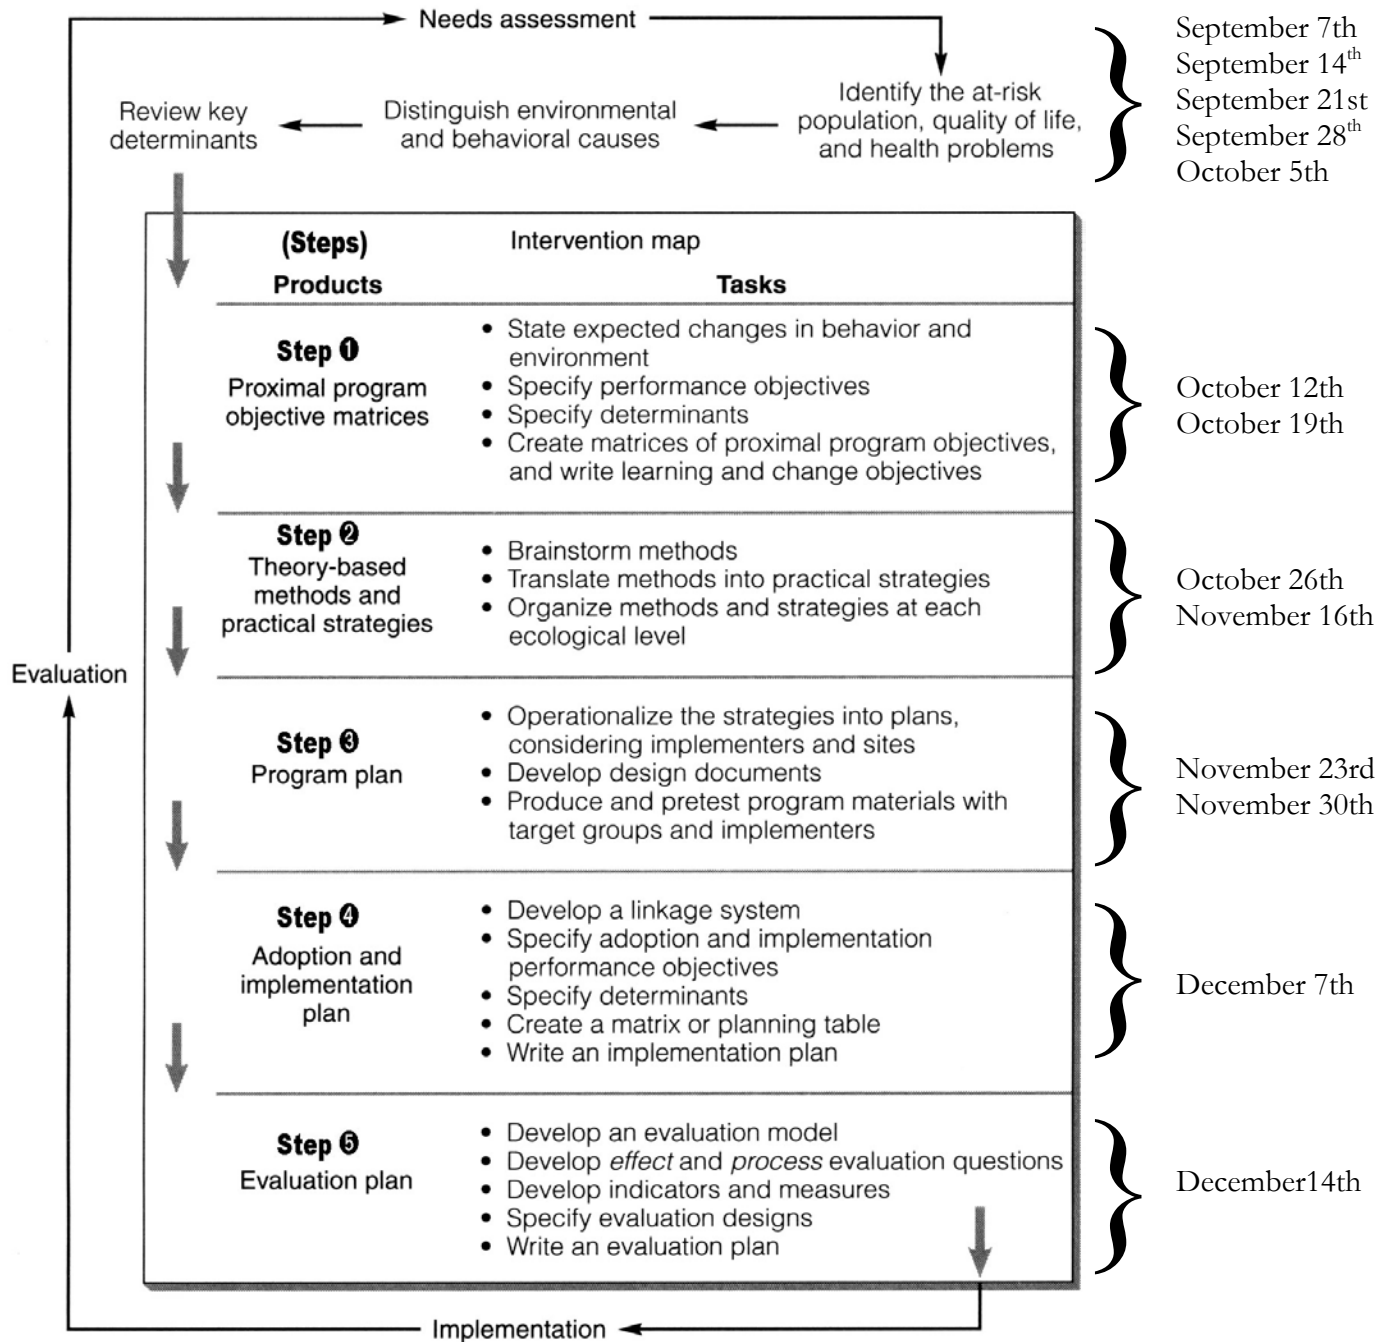 Needs assessment
Identify the at-risk
population, quality of life,
and health problems
Distinguish environmental
and behavioral causes
Review key
determinants
September 7th
September 14th
September 21st
September 28th
October 5th
(Steps)
Intervention map
Products
Tasks
Step ❶
Proximal program
objective matrices
• State expected changes in behavior and
environment
• Specify performance objectives
• Specify determinants
• Create matrices of proximal program objectives,
and write learning and change objectives
October 12th
October 19th
Step ❷
Theory-based
methods and
practical strategies
• Brainstorm methods
• Translate methods into practical strategies
• Organize methods and strategies at each
ecological level
October 26th
November 16th
Step ❸
Program plan
• Operationalize the strategies into plans,
considering implementers and sites
• Develop design documents
• Produce and pretest program materials with
target groups and implementers
November 23rd
November 30th
Step ❹
Adoption and
implementation
plan
• Develop a linkage system
• Specify adoption and implementation
performance objectives
• Specify determinants
• Create a matrix or planning table
• Write an implementation plan
December 7th
Step ❺
Evaluation plan
• Develop an evaluation model
• Develop effect and process evaluation questions
• Develop indicators and measures
• Specify evaluation designs
• Write an evaluation plan
December14th
Implementation
Evaluation